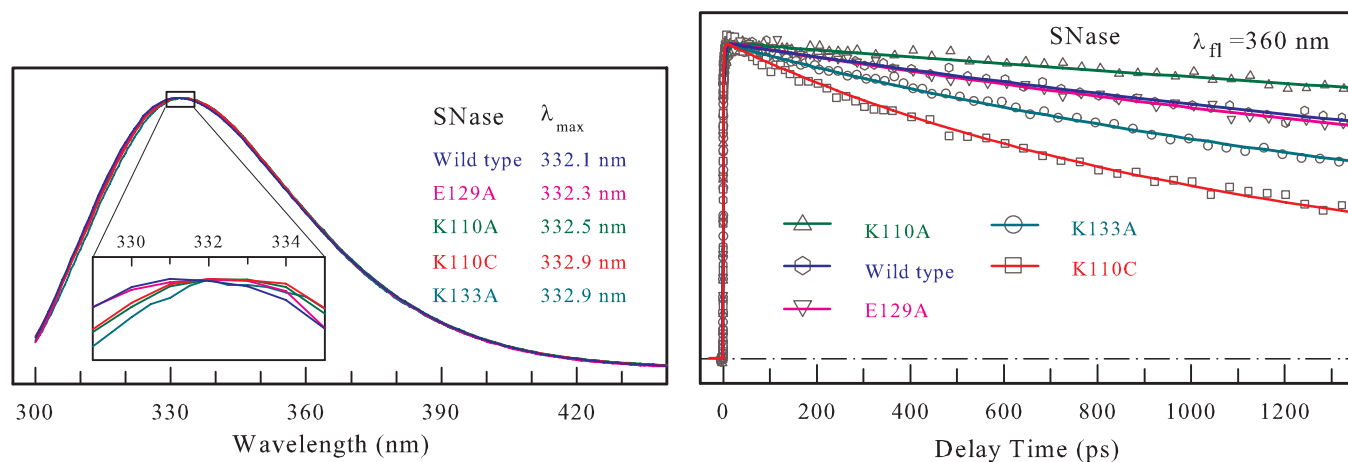 SNase λmax
Wild type 332.1 nm
E129A 332.3 nm
K110A 332.5 nm
K110C 332.9 nm
K133A 332.9 nm
330 332 334
300 330 360 390 420
Wavelength (nm)
SNase λfl =360 nm
K110A K133A
Wild type K110C
E129A
0 200 400 600 800 1000 1200
Delay Time (ps)